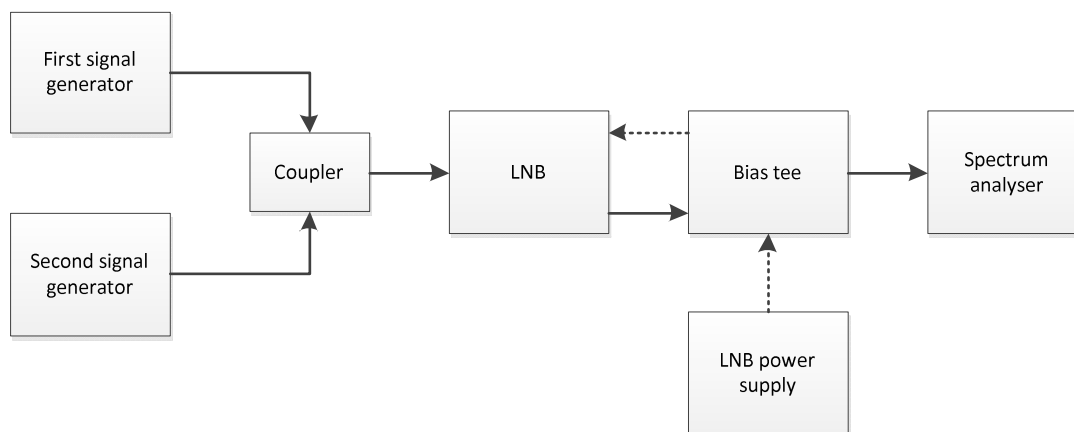 First signal
generator
Second signal
generator
Coupler
LNB
Bias tee
Spectrum
analyser
LNB power
supply